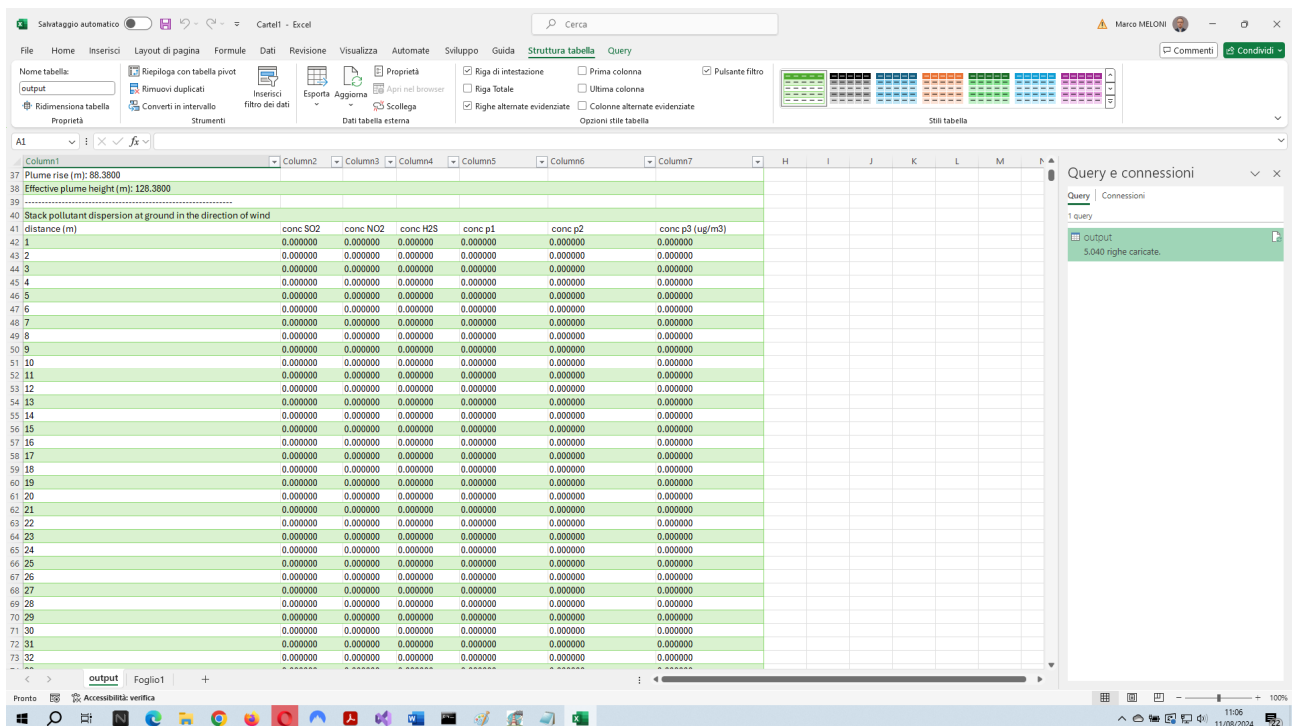 Salvataggio automatico Cartel1 - Excel Cerca Marco MELONI
File Home Inserisci Layout di pagina Formule Dati Revisione Visualizza Automate Sviluppo Guida Struttura tabella Query Commenti Condividi
Nome tabella: Riepiloga con tabella pivot Proprietà Riga di intestazione Prima colonna Pulsante filtro
output Rimuovi duplicati Inserisci filtro dei dati Esporta Aggiorna Apri nel browser Riga Totale Ultima colonna
Ridimensiona tabella Converti in intervallo Scollega Righe alternate evidenziate Colonne alternate evidenziate
Proprietà Strumenti Dati tabella esterna Opzioni stile tabella Stili tabella
A1 fx
Column1 Column2 Column3 Column4 Column5 Column6 Column7 H I J K L M N
37 Plume rise (m): 88.3800
38 Effective plume height (m): 128.3800
39 --------------------------------------------------------------
40 Stack pollutant dispersion at ground in the direction of wind
41 distance (m) conc SO2 conc NO2 conc H2S conc p1 conc p2 conc p3 (ug/m3)
42 1 0.000000 0.000000 0.000000 0.000000 0.000000 0.000000
43 2 0.000000 0.000000 0.000000 0.000000 0.000000 0.000000
44 3 0.000000 0.000000 0.000000 0.000000 0.000000 0.000000
45 4 0.000000 0.000000 0.000000 0.000000 0.000000 0.000000
46 5 0.000000 0.000000 0.000000 0.000000 0.000000 0.000000
47 6 0.000000 0.000000 0.000000 0.000000 0.000000 0.000000
48 7 0.000000 0.000000 0.000000 0.000000 0.000000 0.000000
49 8 0.000000 0.000000 0.000000 0.000000 0.000000 0.000000
50 9 0.000000 0.000000 0.000000 0.000000 0.000000 0.000000
51 10 0.000000 0.000000 0.000000 0.000000 0.000000 0.000000
52 11 0.000000 0.000000 0.000000 0.000000 0.000000 0.000000
53 12 0.000000 0.000000 0.000000 0.000000 0.000000 0.000000
54 13 0.000000 0.000000 0.000000 0.000000 0.000000 0.000000
55 14 0.000000 0.000000 0.000000 0.000000 0.000000 0.000000
56 15 0.000000 0.000000 0.000000 0.000000 0.000000 0.000000
57 16 0.000000 0.000000 0.000000 0.000000 0.000000 0.000000
58 17 0.000000 0.000000 0.000000 0.000000 0.000000 0.000000
59 18 0.000000 0.000000 0.000000 0.000000 0.000000 0.000000
60 19 0.000000 0.000000 0.000000 0.000000 0.000000 0.000000
61 20 0.000000 0.000000 0.000000 0.000000 0.000000 0.000000
62 21 0.000000 0.000000 0.000000 0.000000 0.000000 0.000000
63 22 0.000000 0.000000 0.000000 0.000000 0.000000 0.000000
64 23 0.000000 0.000000 0.000000 0.000000 0.000000 0.000000
65 24 0.000000 0.000000 0.000000 0.000000 0.000000 0.000000
66 25 0.000000 0.000000 0.000000 0.000000 0.000000 0.000000
67 26 0.000000 0.000000 0.000000 0.000000 0.000000 0.000000
68 27 0.000000 0.000000 0.000000 0.000000 0.000000 0.000000
69 28 0.000000 0.000000 0.000000 0.000000 0.000000 0.000000
70 29 0.000000 0.000000 0.000000 0.000000 0.000000 0.000000
71 30 0.000000 0.000000 0.000000 0.000000 0.000000 0.000000
72 31 0.000000 0.000000 0.000000 0.000000 0.000000 0.000000
73 32 0.000000 0.000000 0.000000 0.000000 0.000000 0.000000
Query e connessioni
Query Connessioni
1 query
output
5.040 righe caricate.
output Foglio1
Pronto Accessibilità: verifica 100%
11:06
11/08/2024
22